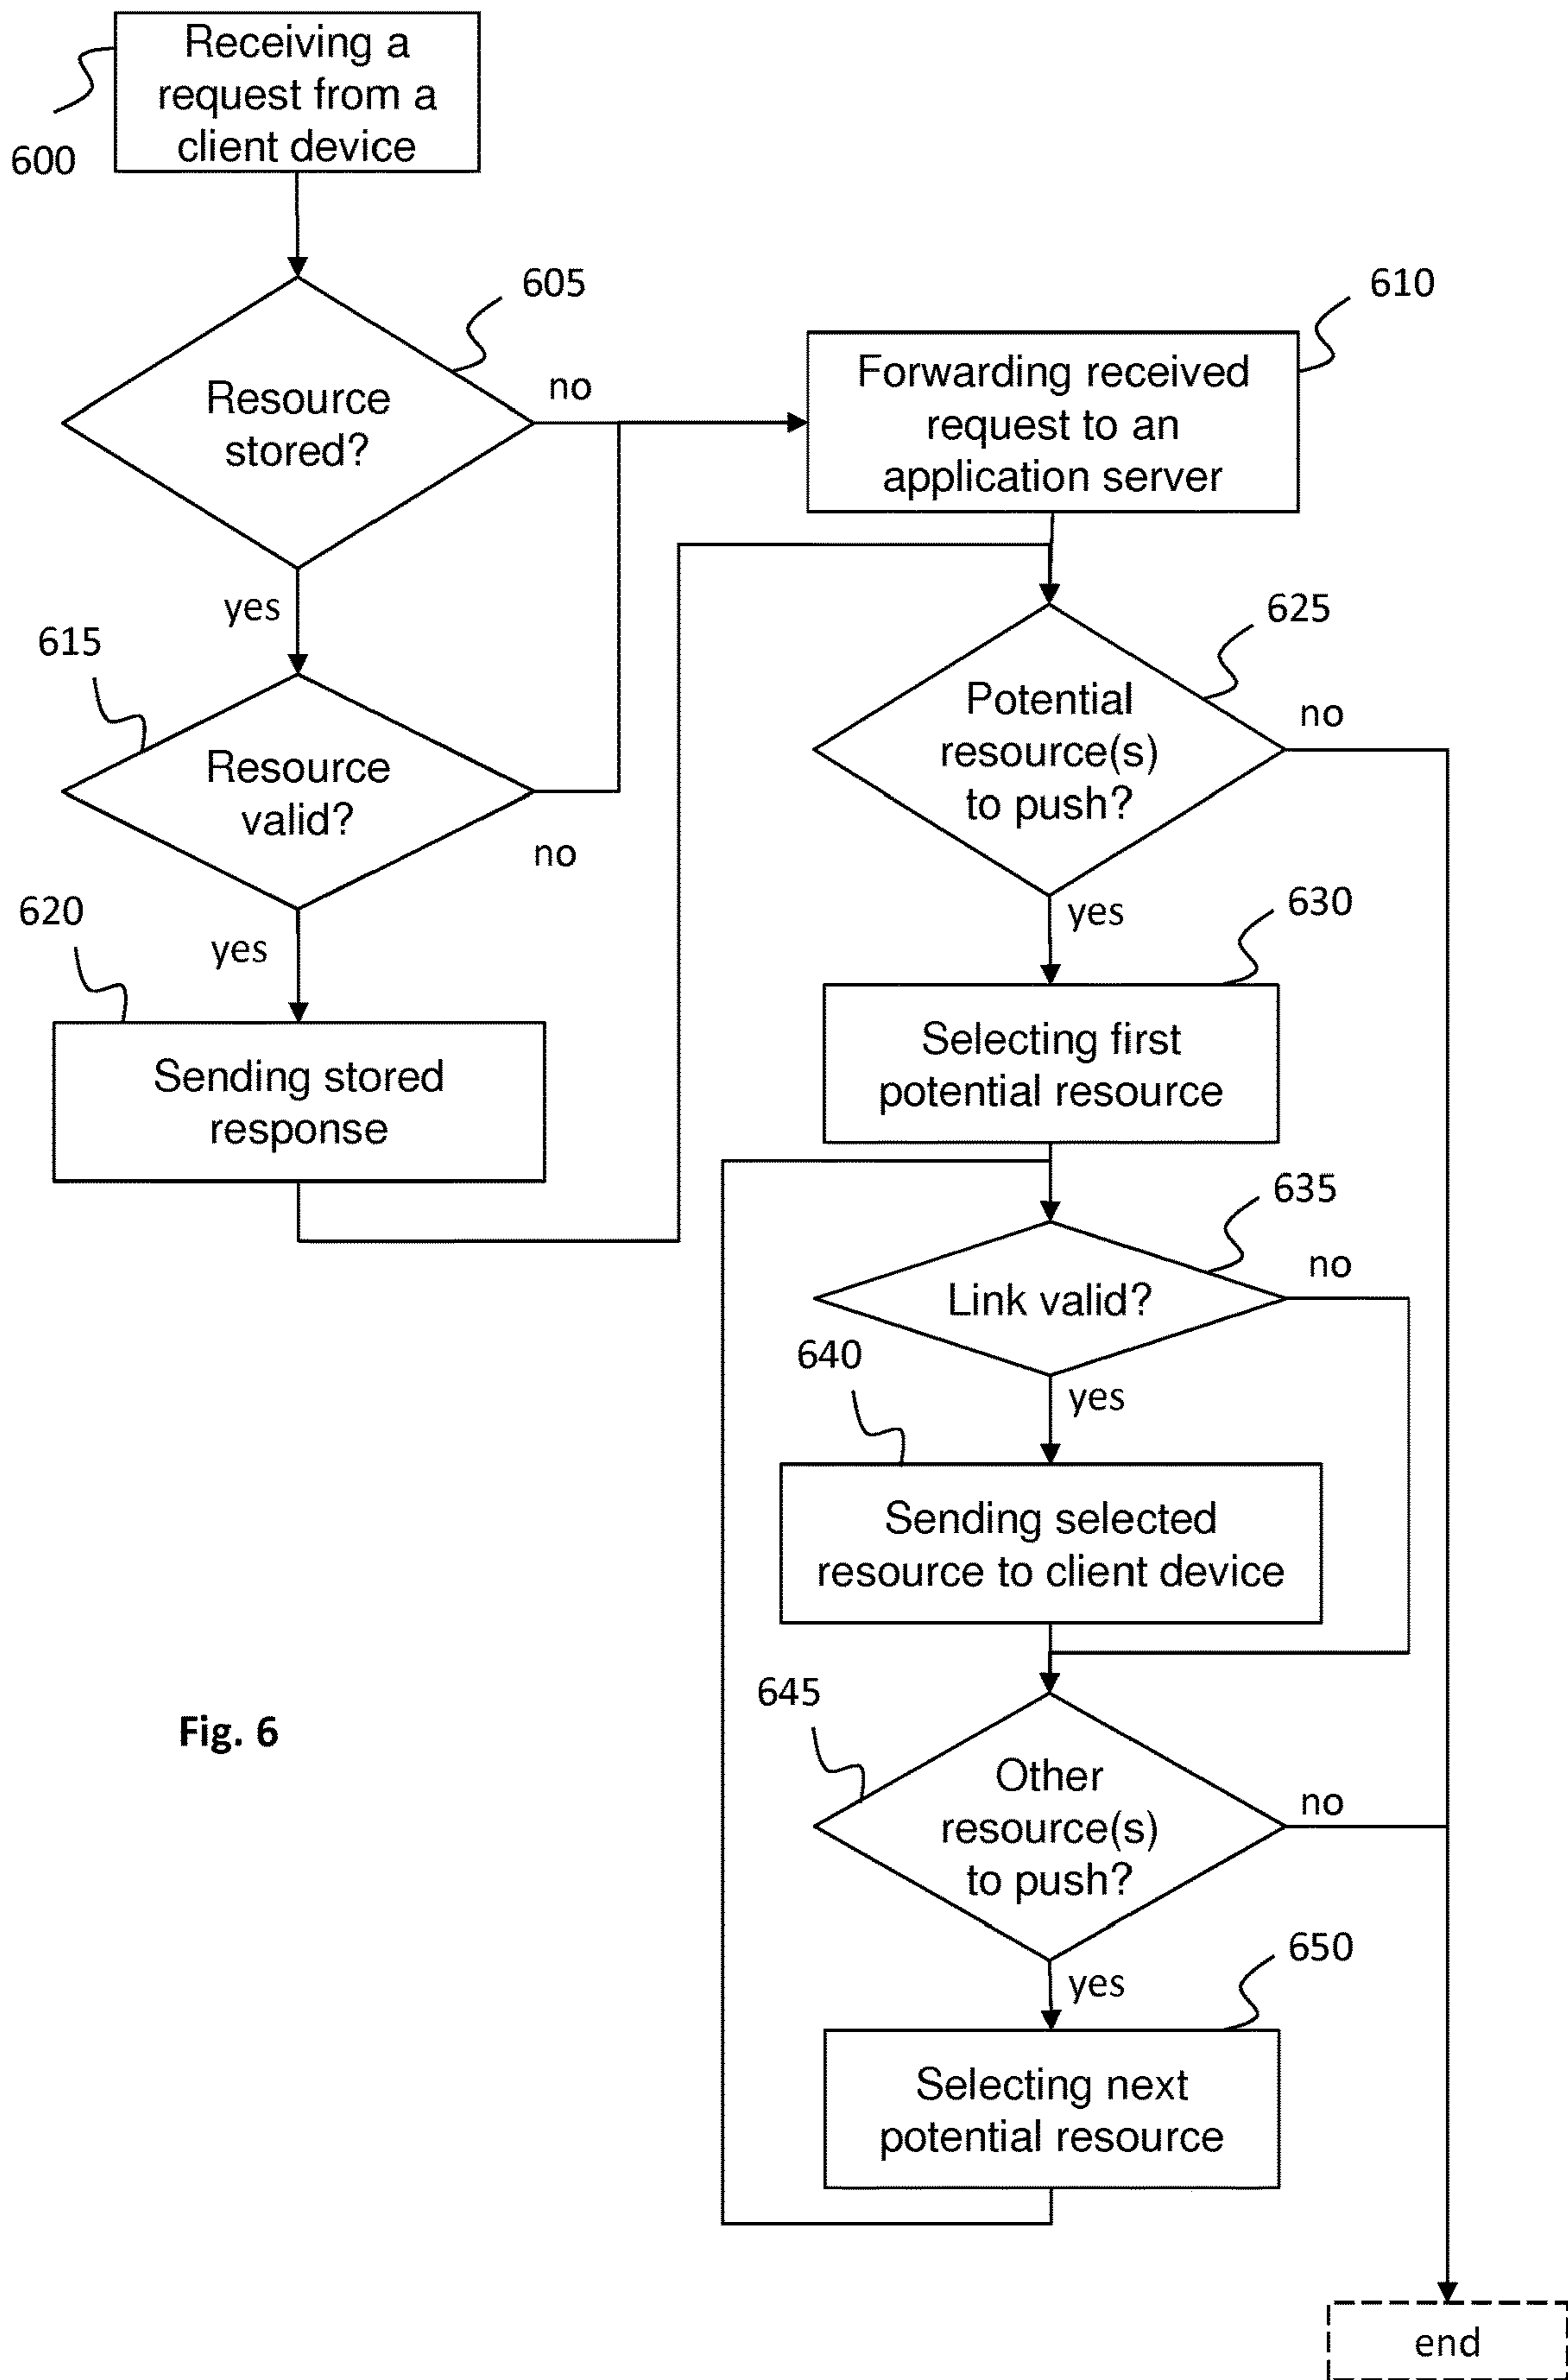 Receiving a
request from a
client device
600
605
Resource
stored?
no
yes
610
Forwarding received
request to an
application server
615
Resource
valid?
no
yes
620
Sending stored
response
625
Potential
resource(s)
to push?
no
yes
630
Selecting first
potential resource
635
Link valid?
no
yes
640
Sending selected
resource to client device
645
Other
resource(s)
to push?
no
yes
650
Selecting next
potential resource
end
Fig. 6